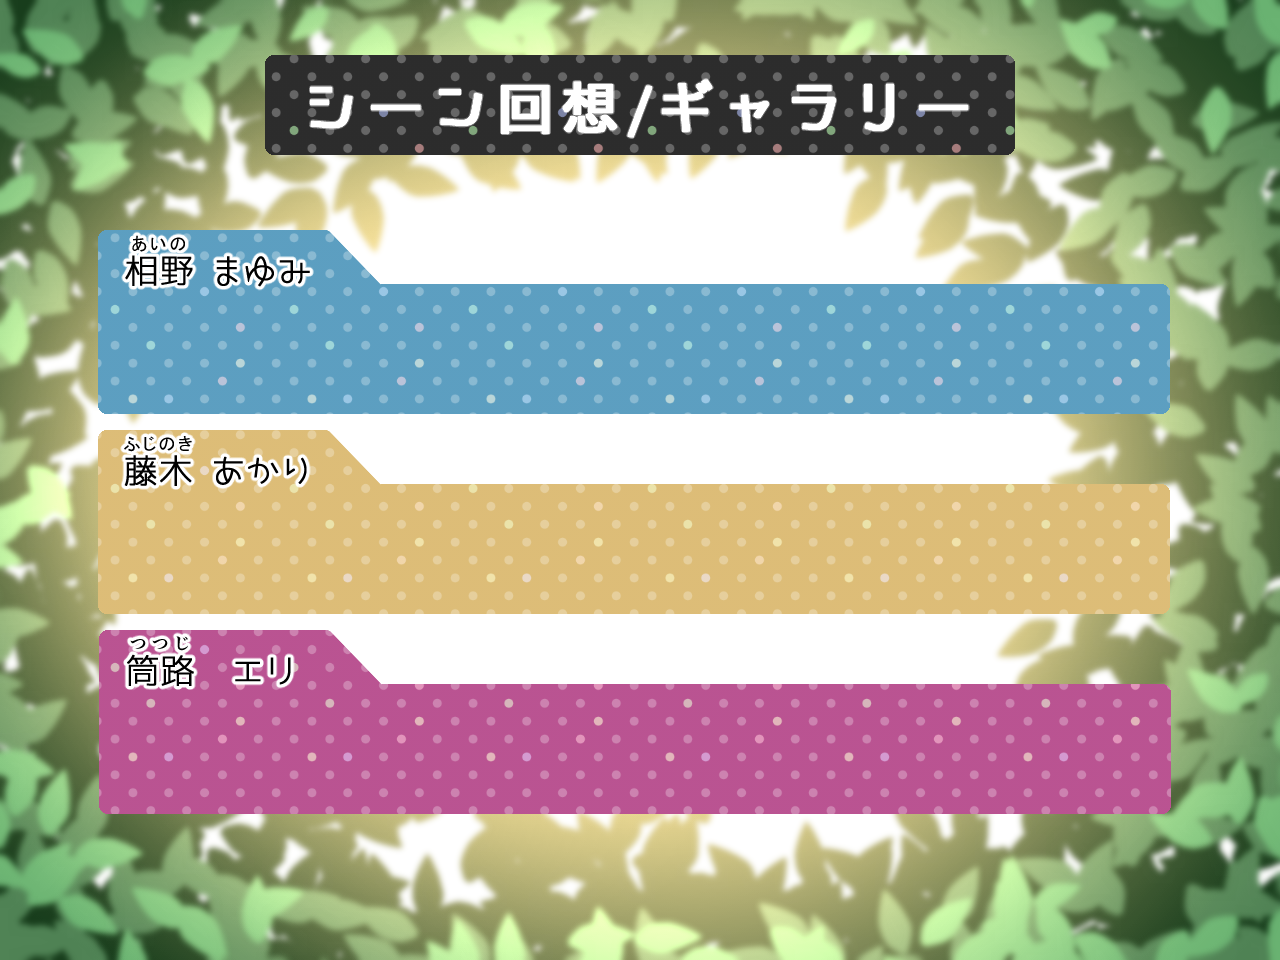 シーン回想/ギャラリー
あいの
相野 まゆみ
ふじのき
藤木 あかり
つつじ
筒路 エリ